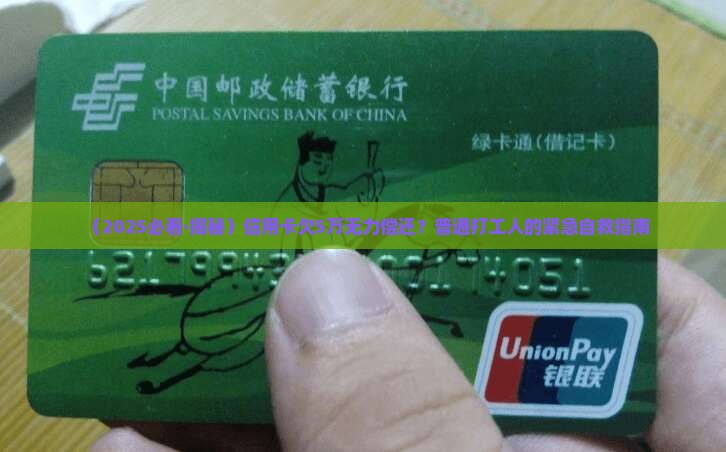 中国邮政储蓄银行
POSTAL SAVINGS BANK OF CHINA
绿卡通(借记卡)
（2025必看·揭秘）信用卡欠5万无力偿还？普通打工人的紧急自救指南
UnionPay
银联